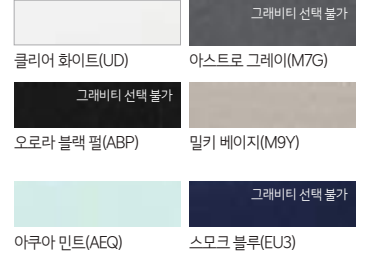 그래비티 선택 불가
클리어 화이트(UD)
아스트로 그레이(M7G)
그래비티 선택 불가
오로라 블랙 펄(ABP)
밀키 베이지(M9Y)
그래비티 선택 불가
아쿠아 민트(AEQ)
스모크 블루(EU3)